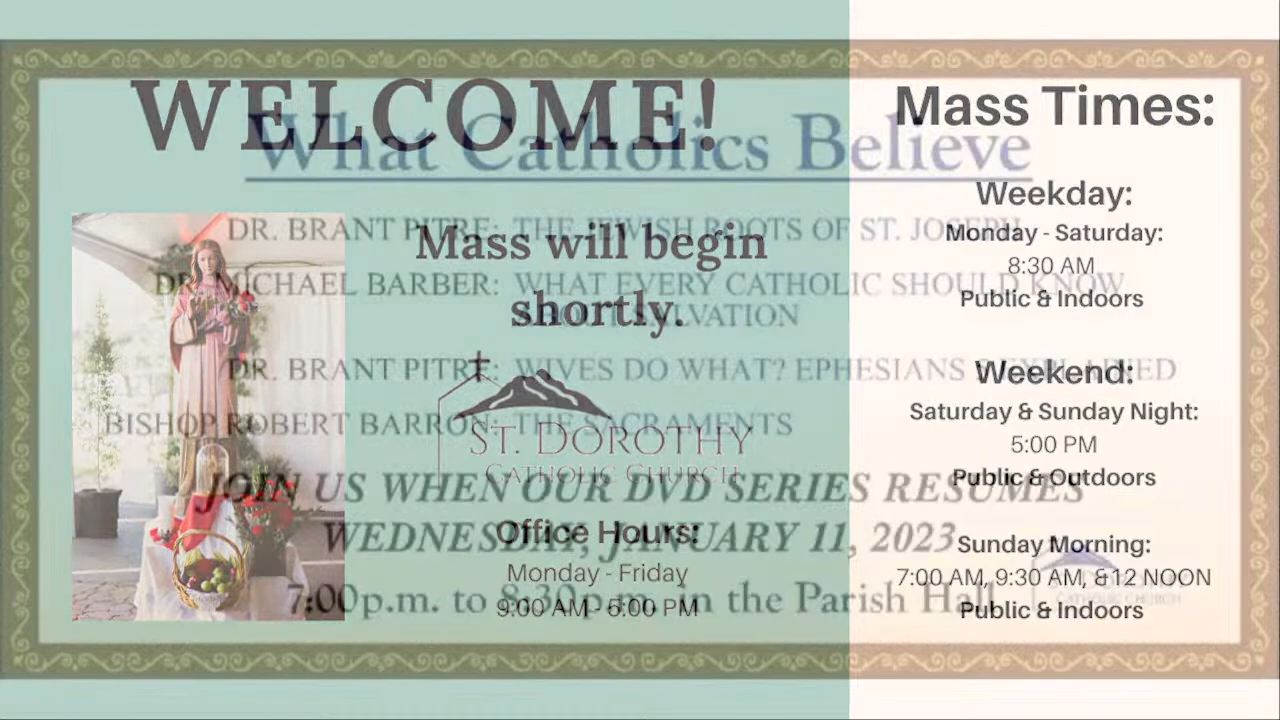 WELCOME!
Mass will begin
shortly.
ST. DOROTHY
CATHOLIC CHURCH
Office Hours:
Monday - Friday
9:00 AM - 6:00 PM
Mass Times:
Weekday:
Monday - Saturday:
8:30 AM
Public & Indoors
Weekend:
Saturday & Sunday Night:
5:00 PM
Public & Outdoors
Sunday Morning:
7:00 AM, 9:30 AM, &12 NOON
Public & Indoors
What Catholics Believe
DR. BRANT PITRE: THE JEWISH ROOTS OF ST. JOSEPH
DR. MICHAEL BARBER: WHAT EVERY CATHOLIC SHOULD KNOW
ABOUT SALVATION
DR. BRANT PITRE: WIVES DO WHAT? EPHESIANS 5 EXPLAINED
BISHOP ROBERT BARRON: THE SACRAMENTS
JOIN US WHEN OUR DVD SERIES RESUMES
WEDNESDAY, JANUARY 11, 2023
7:00p.m. to 8:30p.m. in the Parish Hall
CATHOLIC CHURCH